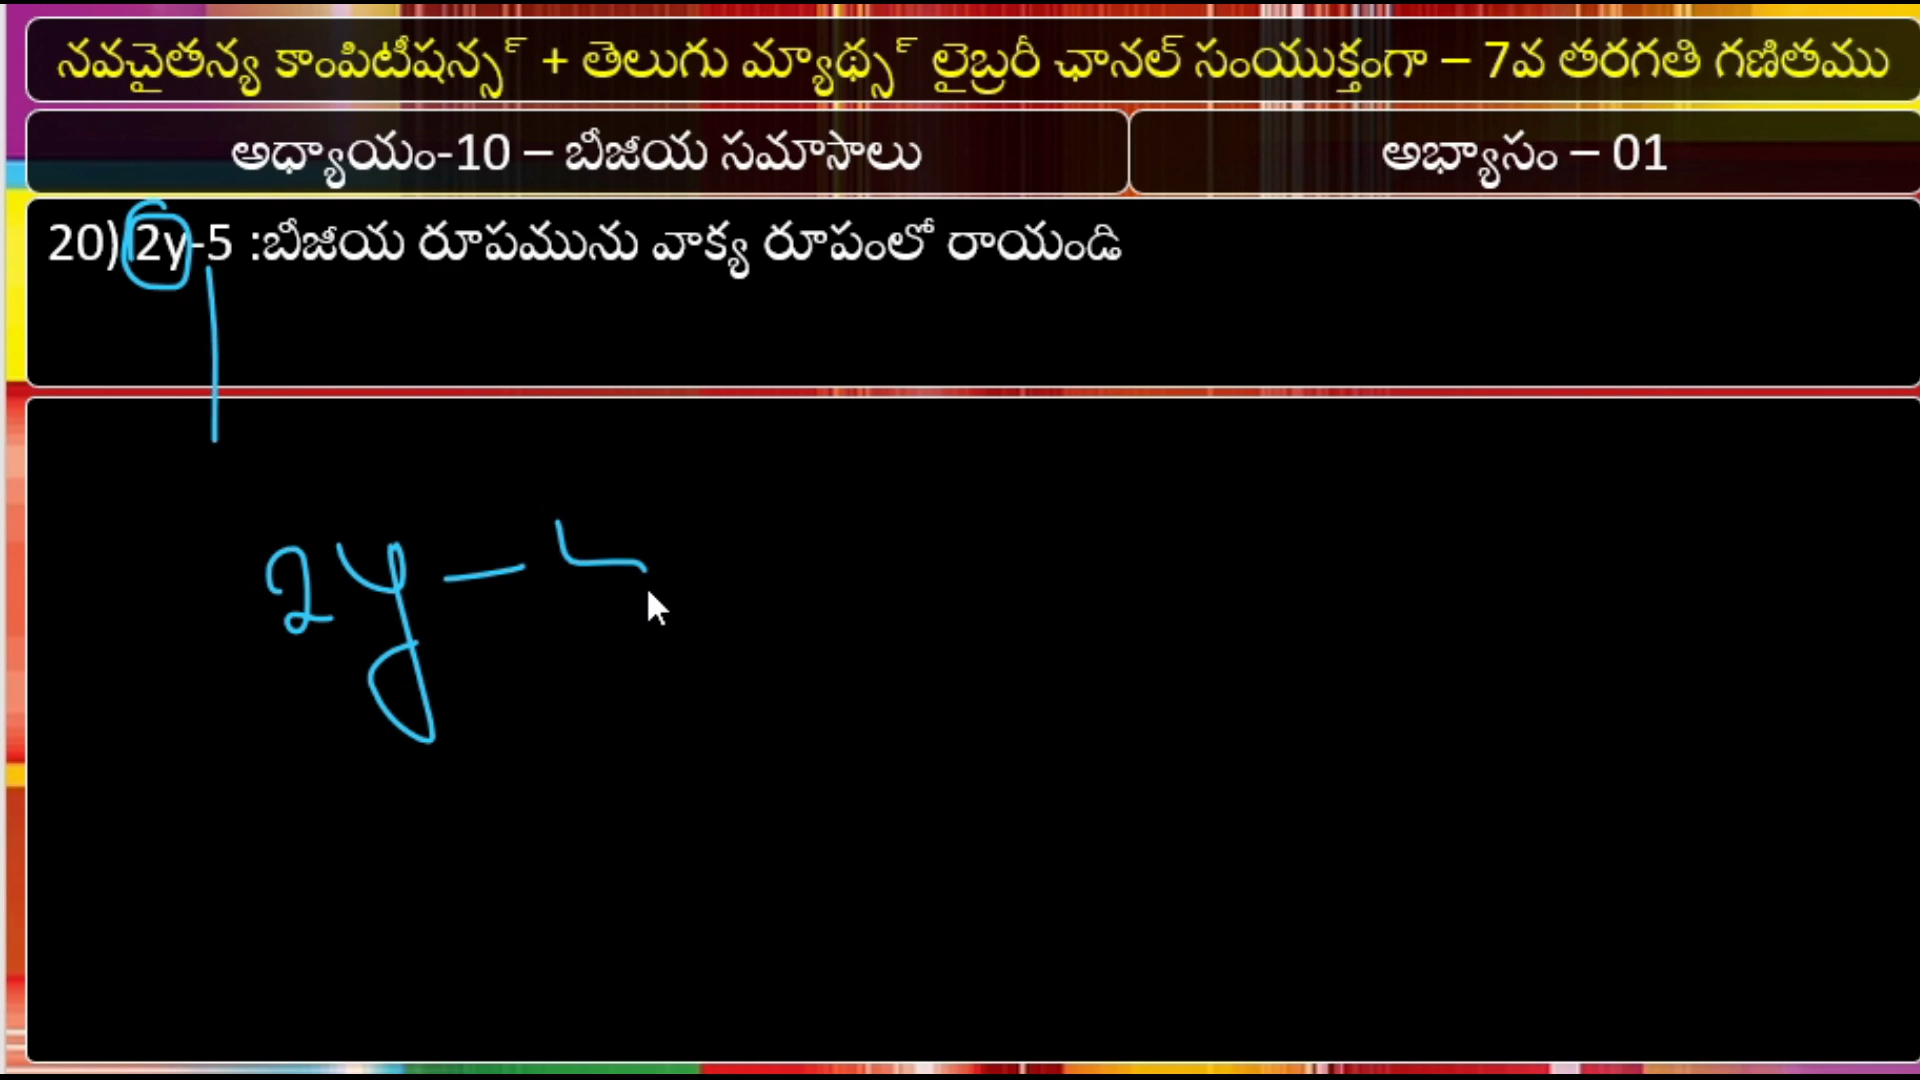 నవచైతన్య కాంపిటీషన్స్ + తెలుగు మ్యాథ్స్ లైబ్రరీ ఛానల్ సంయుక్తంగా – 7వ తరగతి గణితము
అధ్యాయం-10 – బీజీయ సమాసాలు
అభ్యాసం – 01
20) 2y-5 :బీజీయ రూపమును వాక్య రూపంలో రాయండి
2y –